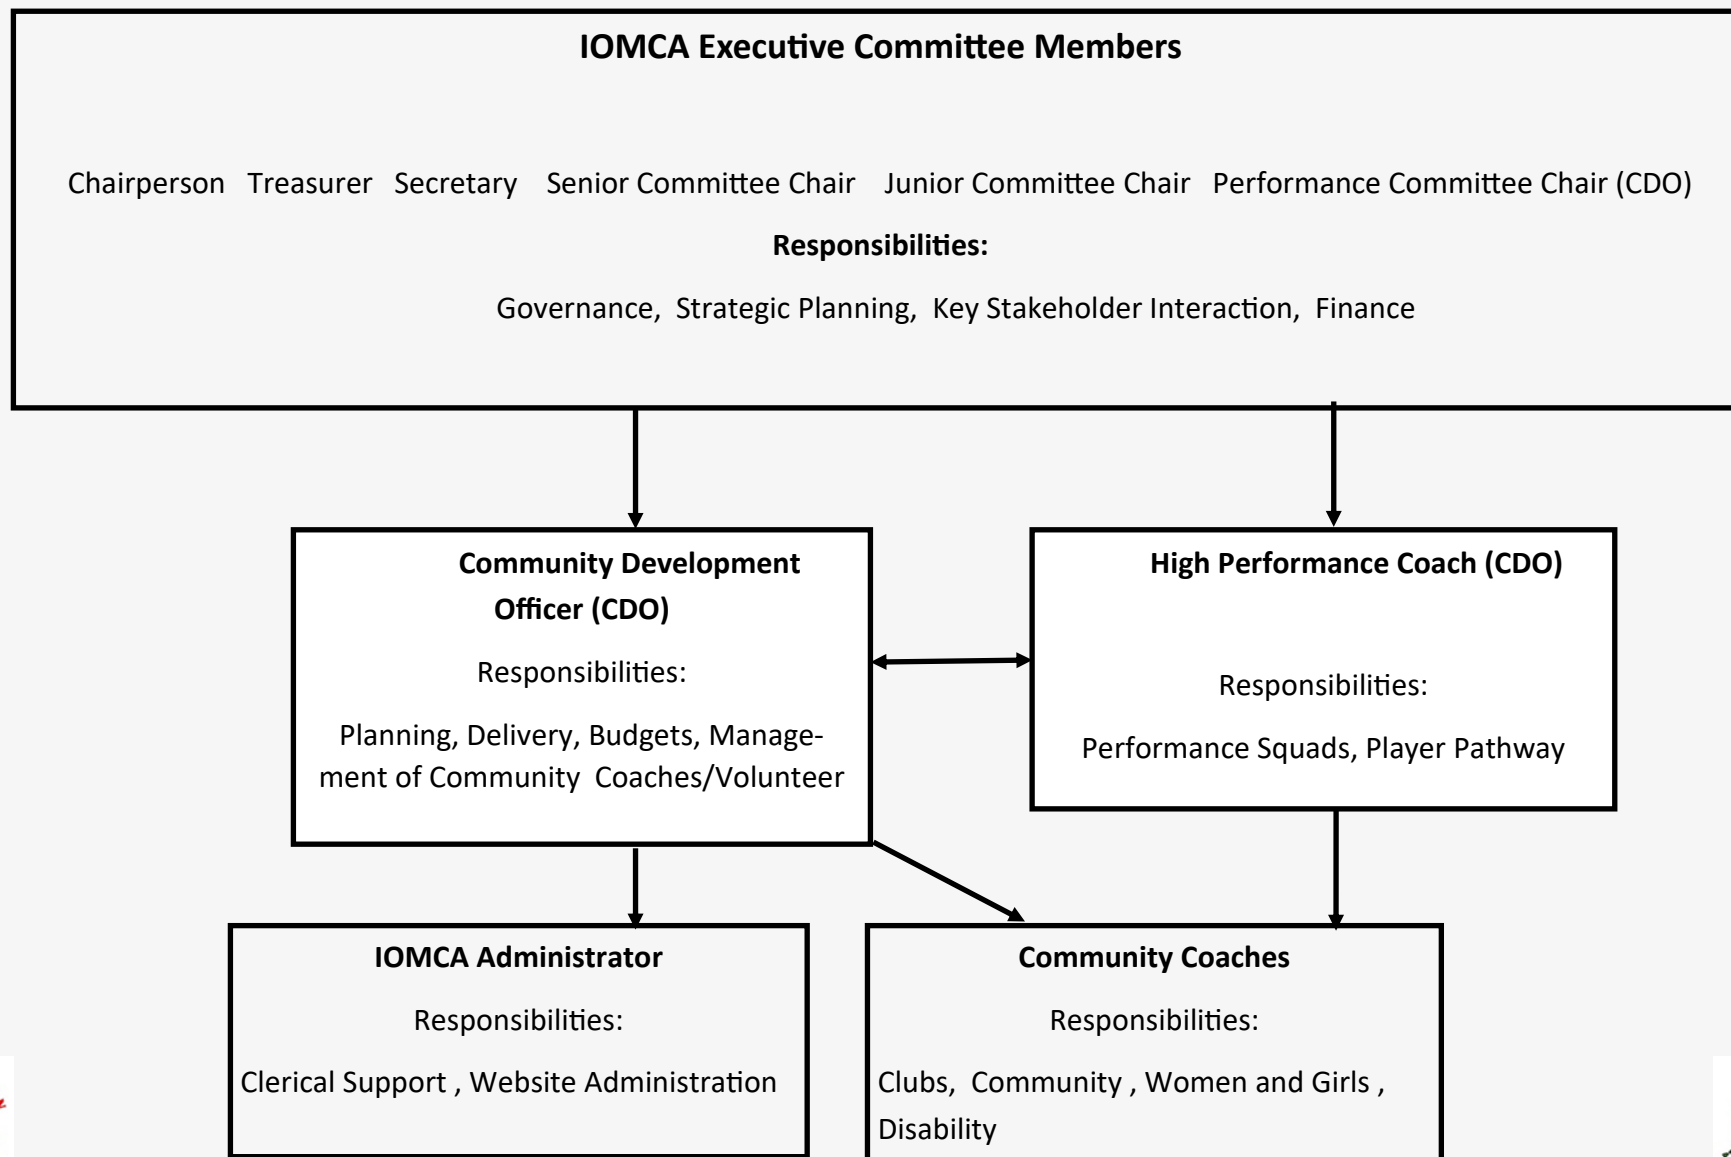 IOMCA Executive Committee Members
Chairperson Treasurer Secretary Senior Committee Chair Junior Committee Chair Performance Committee Chair (CDO)
Responsibilities:
Governance, Strategic Planning, Key Stakeholder Interaction, Finance
Community Development
Officer (CDO)
Responsibilities:
Planning, Delivery, Budgets, Manage-
ment of Community Coaches/Volunteer
High Performance Coach (CDO)
Responsibilities:
Performance Squads, Player Pathway
IOMCA Administrator
Responsibilities:
Clerical Support , Website Administration
Community Coaches
Responsibilities:
Clubs, Community , Women and Girls ,
Disability